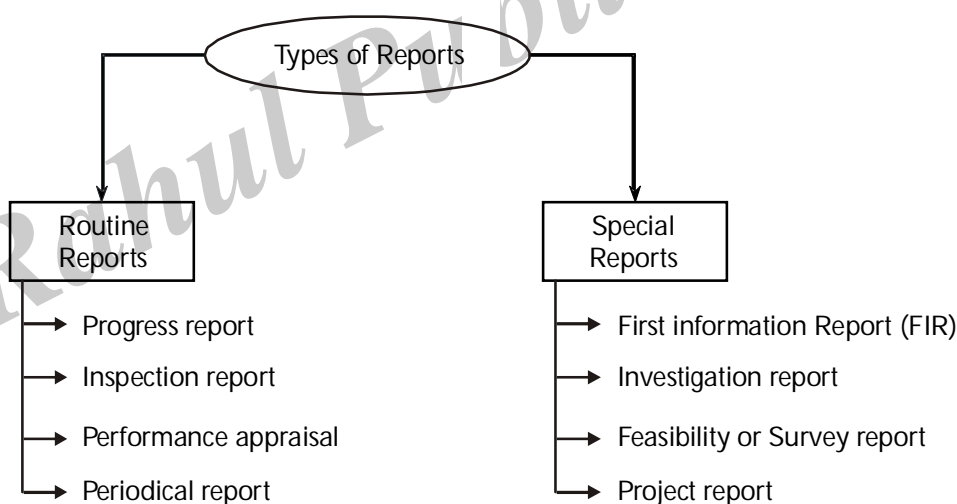 Types of Reports
Routine
Reports
Progress report
Inspection report
Performance appraisal
Periodical report
Special
Reports
First information Report (FIR)
Investigation report
Feasibility or Survey report
Project report
Rahul